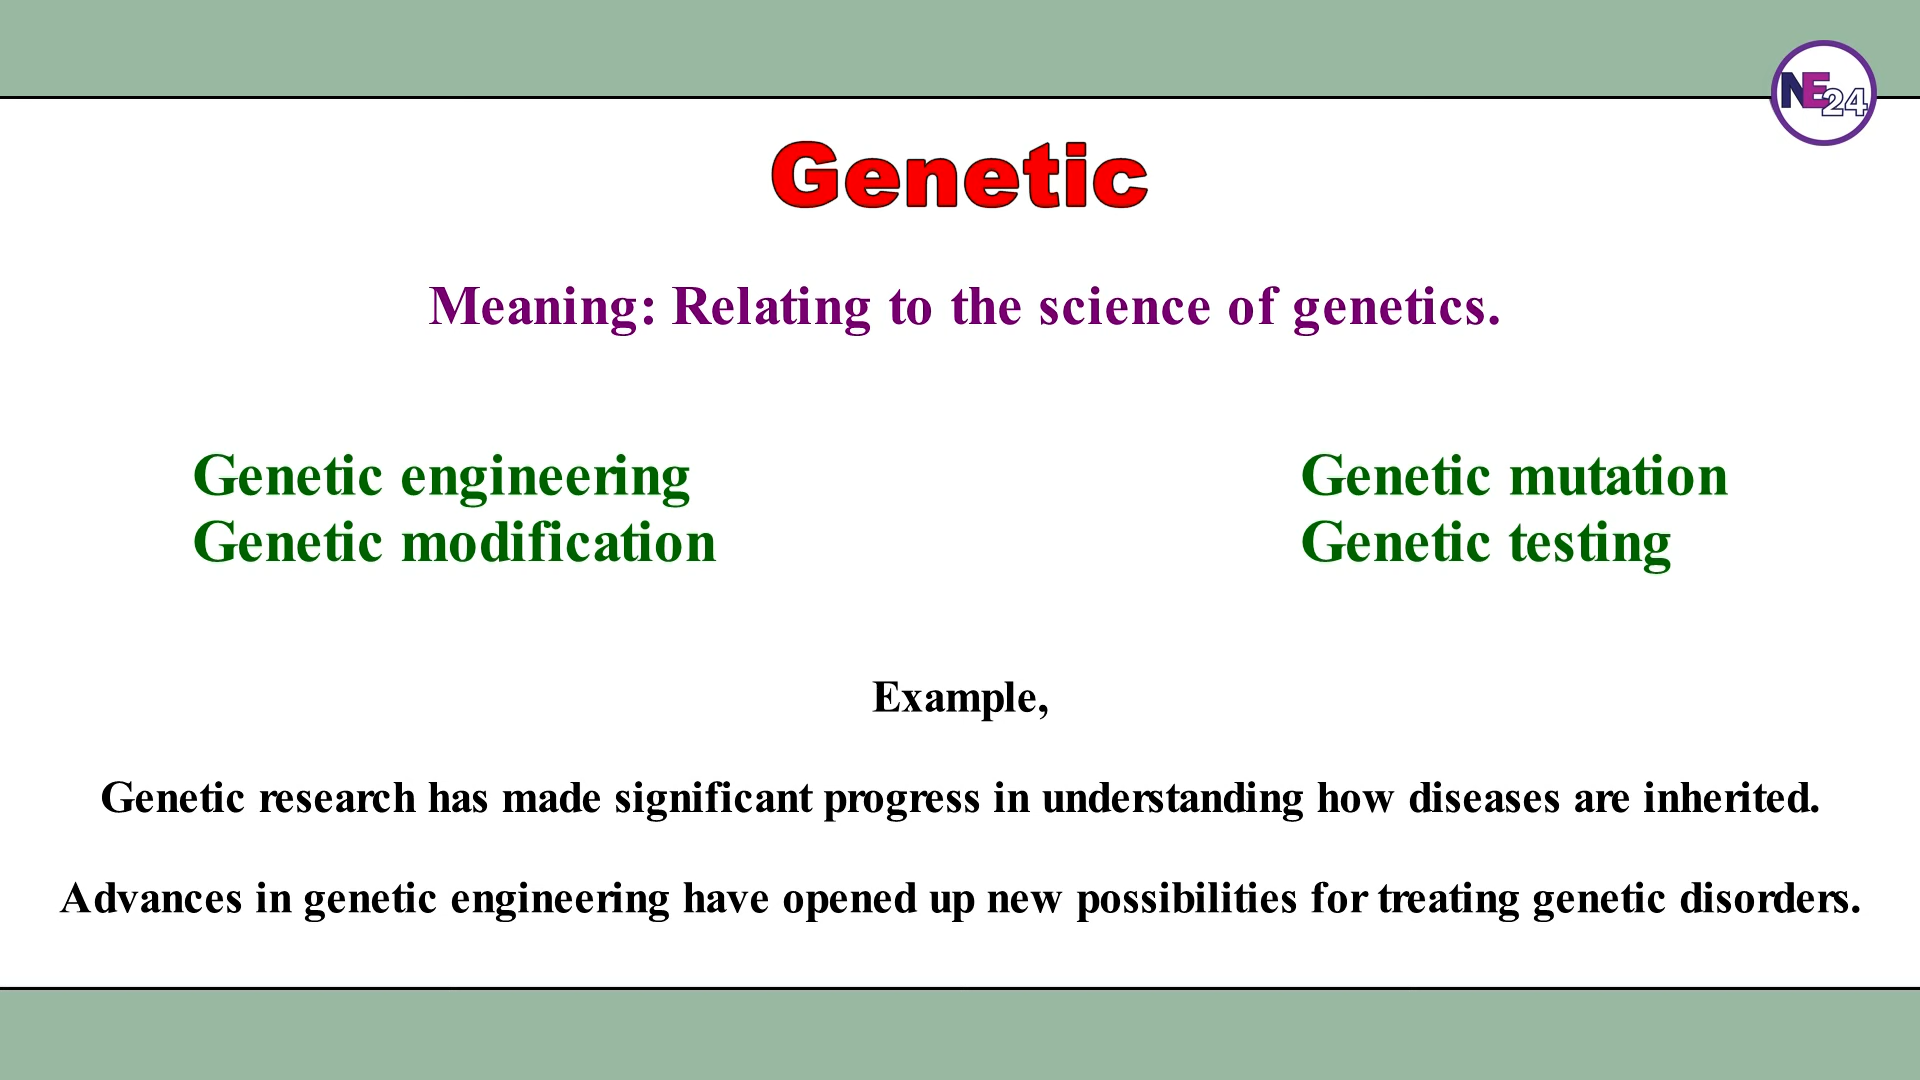 NE24
Genetic
Meaning: Relating to the science of genetics.
Genetic engineering
Genetic modification
Genetic mutation
Genetic testing
Example,
Genetic research has made significant progress in understanding how diseases are inherited.
Advances in genetic engineering have opened up new possibilities for treating genetic disorders.